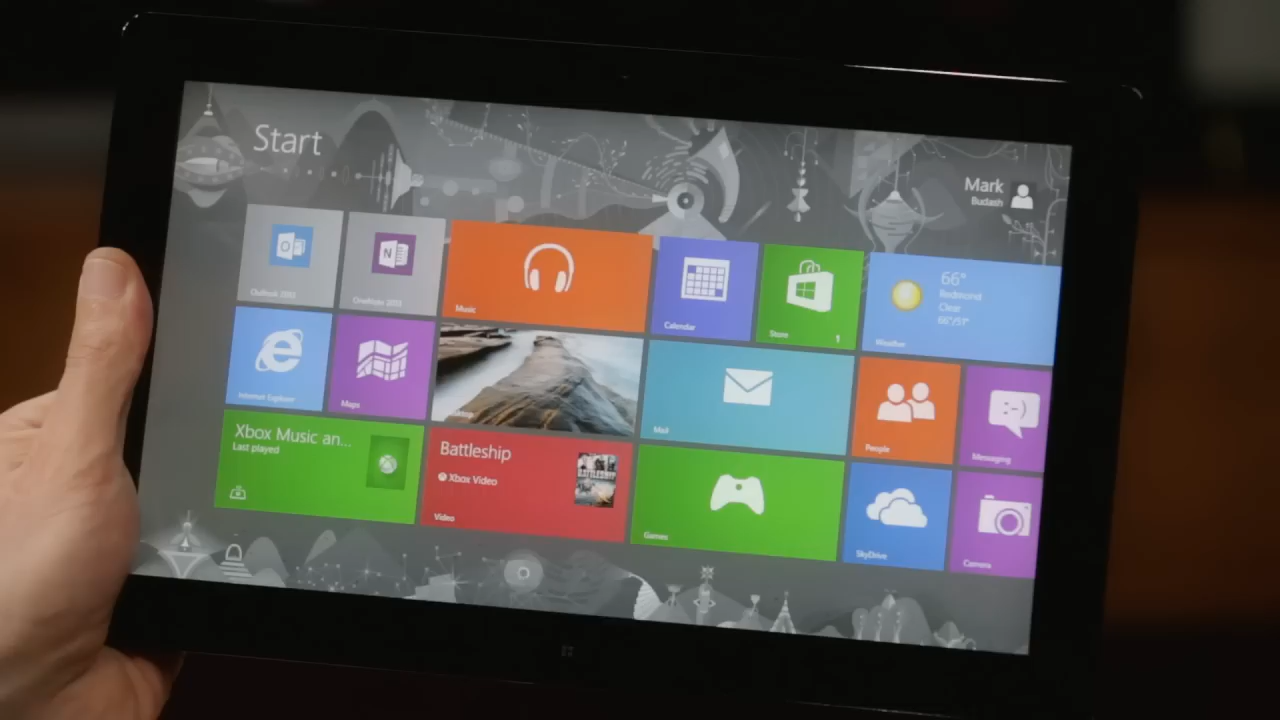 Start
Mark
Budash
Outlook 2013
OneNote 2013
Music
Calendar
Store
1
66°
Redmond
Clear
66°/51°
Weather
Internet Explorer
Maps
Mail
People
Messaging
Xbox Music an...
Last played
Battleship
Xbox Video
BATTLESHIP
Video
Games
SkyDrive
Camera